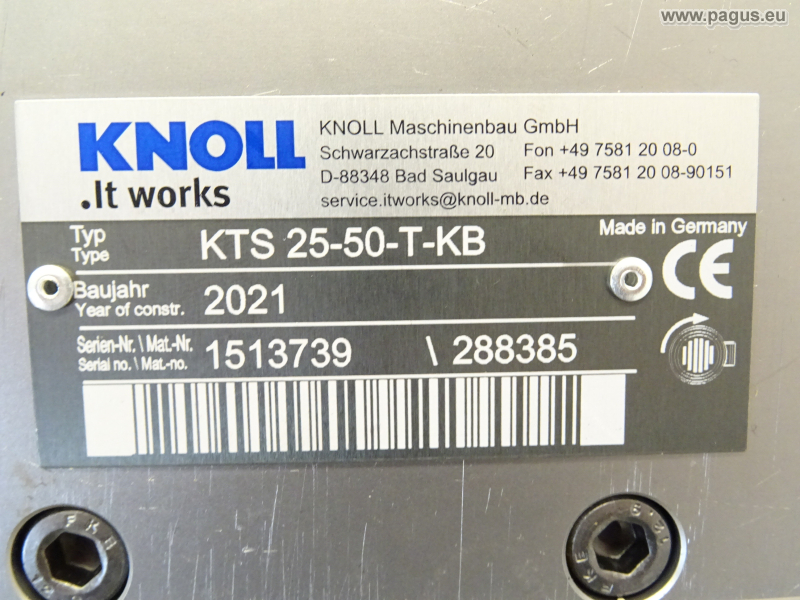 www.pagus.eu
KNOLL
.It works
KNOLL Maschinenbau GmbH
Schwarzachstraße 20 Fon +49 7581 20 08-0
D-88348 Bad Saulgau Fax +49 7581 20 08-90151
service.itworks@knoll-mb.de
Typ
Type
KTS 25-50-T-KB
Made in Germany
CE
Baujahr
Year of constr.
2021
Serien-Nr. \ Mat.-Nr.
Serial no. \ Mat.-no.
1513739 \ 288385